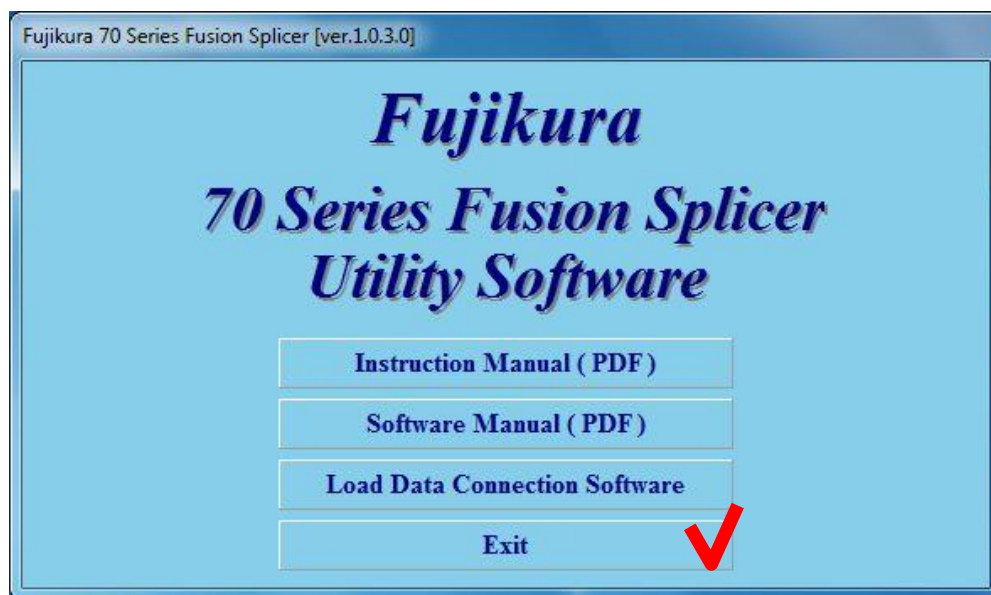 Fujikura 70 Series Fusion Splicer [ver.1.0.3.0]
Fujikura
70 Series Fusion Splicer
Utility Software
Instruction Manual ( PDF )
Software Manual ( PDF )
Load Data Connection Software
Exit